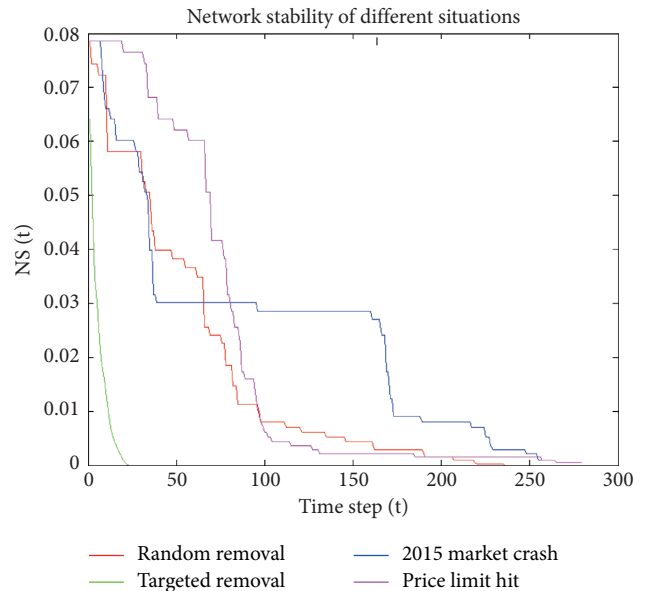 Network stability of different situations
0.08
0.07
0.06
0.05
0.04
0.03
0.02
0.01
0
NS (t)
0 50 100 150 200 250 300
Time step (t)
Random removal
Targeted removal
2015 market crash
Price limit hit